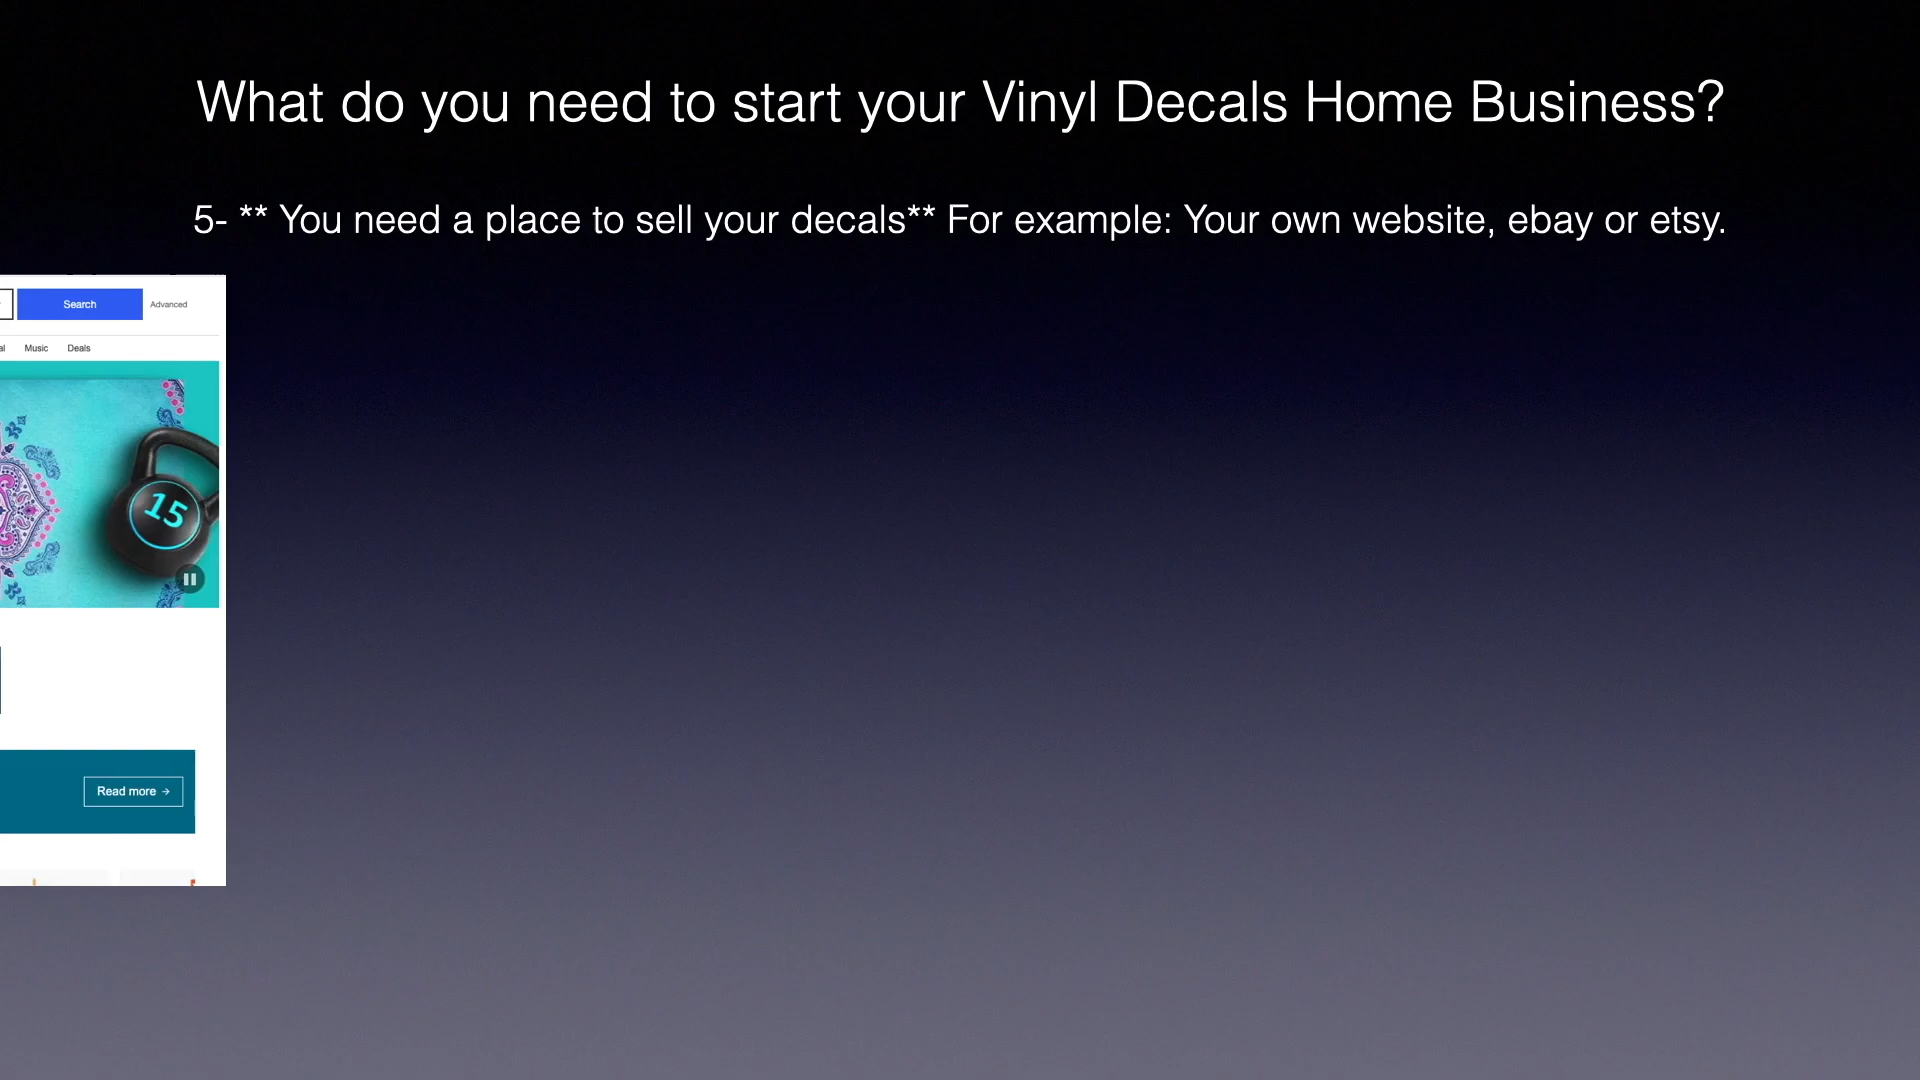 What do you need to start your Vinyl Decals Home Business?
5- ** You need a place to sell your decals** For example: Your own website, ebay or etsy.
Search
Advanced
Music
Deals
15
Read more →